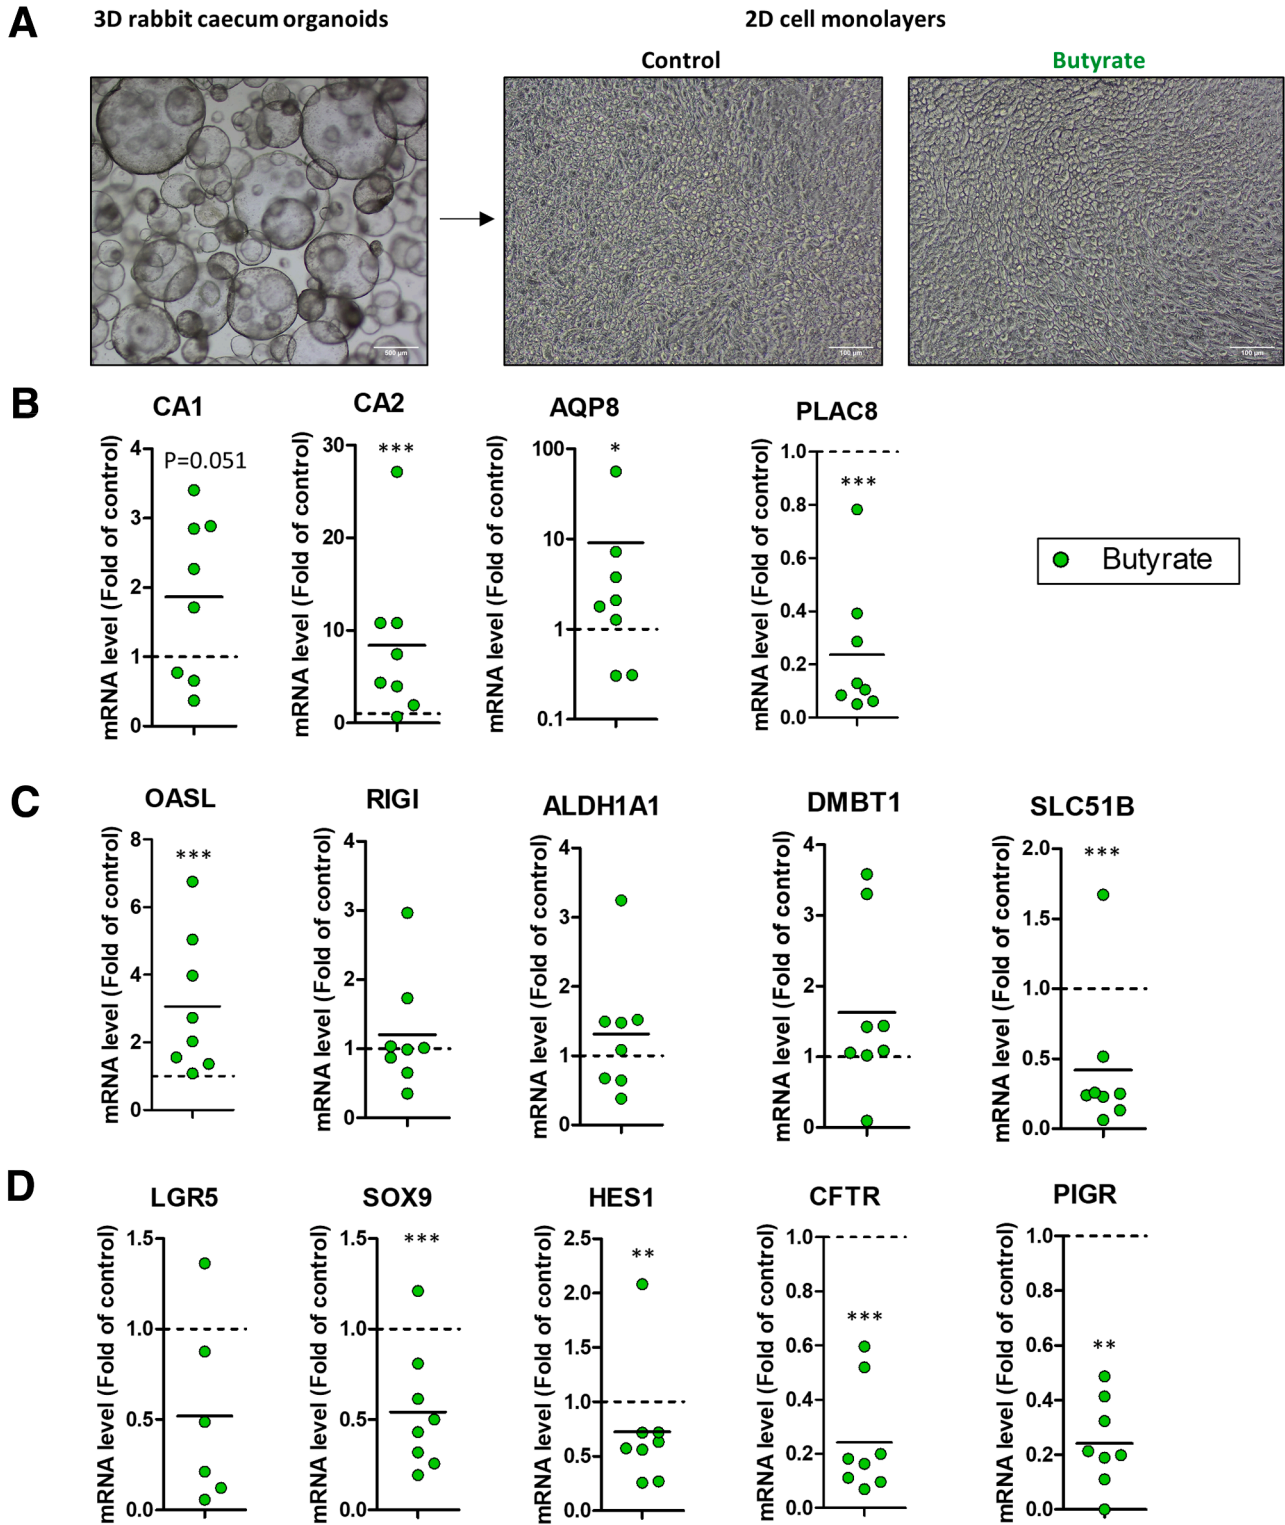 A
3D rabbit caecum organoids
2D cell monolayers
Control
Butyrate
500 µm
100 µm
100 µm
B
CA1
mRNA level (Fold of control)
4
3
2
1
0
P=0.051
CA2
mRNA level (Fold of control)
30
20
10
0
***
AQP8
mRNA level (Fold of control)
100
10
1
0.1
*
PLAC8
mRNA level (Fold of control)
1.0
0.8
0.6
0.4
0.2
0.0
***
Butyrate
C
OASL
mRNA level (Fold of control)
8
6
4
2
0
***
RIGI
mRNA level (Fold of control)
4
3
2
1
0
ALDH1A1
mRNA level (Fold of control)
4
3
2
1
0
DMBT1
mRNA level (Fold of control)
4
3
2
1
0
SLC51B
mRNA level (Fold of control)
2.0
1.5
1.0
0.5
0.0
***
D
LGR5
mRNA level (Fold of control)
1.5
1.0
0.5
0.0
SOX9
mRNA level (Fold of control)
1.5
1.0
0.5
0.0
***
HES1
mRNA level (Fold of control)
2.5
2.0
1.5
1.0
0.5
0.0
**
CFTR
mRNA level (Fold of control)
1.0
0.8
0.6
0.4
0.2
0.0
***
PIGR
mRNA level (Fold of control)
1.0
0.8
0.6
0.4
0.2
0.0
**